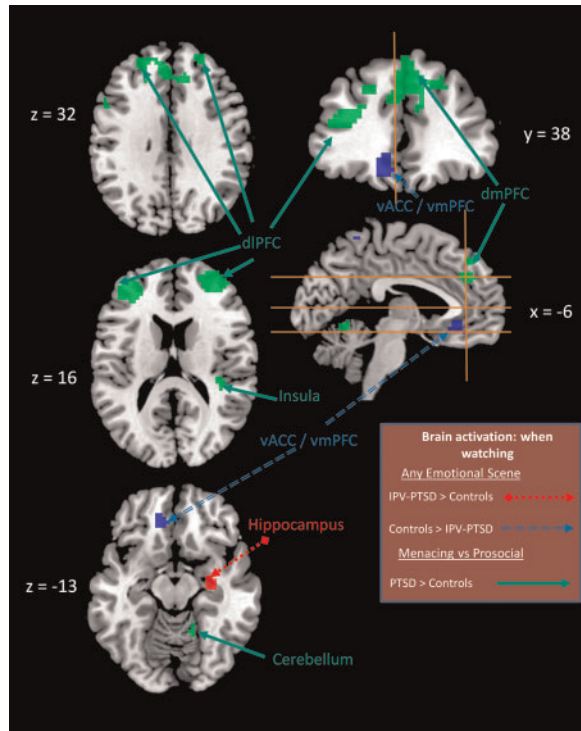 z = 32
y = 38
dmPFC
vACC / vmPFC
dlPFC
x = -6
z = 16
Insula
vACC / vmPFC
Brain activation: when
watching
Any Emotional Scene
IPV-PTSD > Controls
Controls > IPV-PTSD
Menacing vs Prosocial
PTSD > Controls
Hippocampus
z = -13
Cerebellum